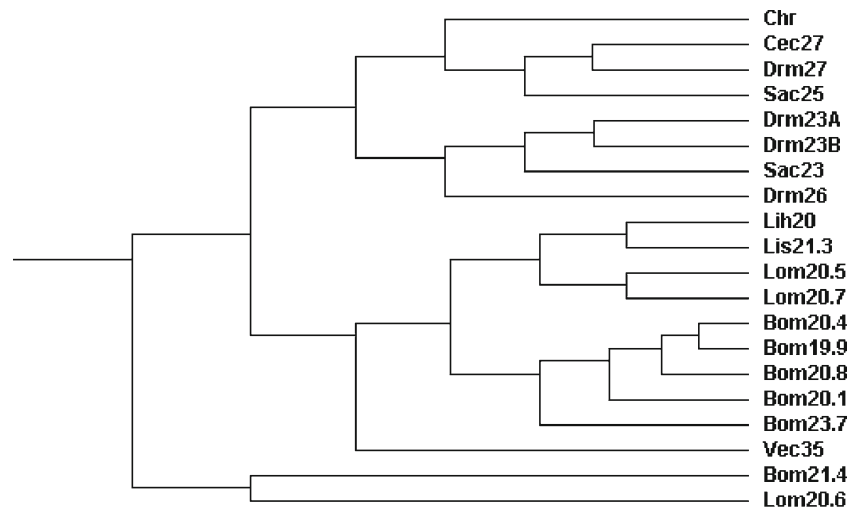 Chr
Cec27
Drm27
Sac25
Drm23A
Drm23B
Sac23
Drm26
Lih20
Lis21.3
Lom20.5
Lom20.7
Bom20.4
Bom19.9
Bom20.8
Bom20.1
Bom23.7
Vec35
Bom21.4
Lom20.6